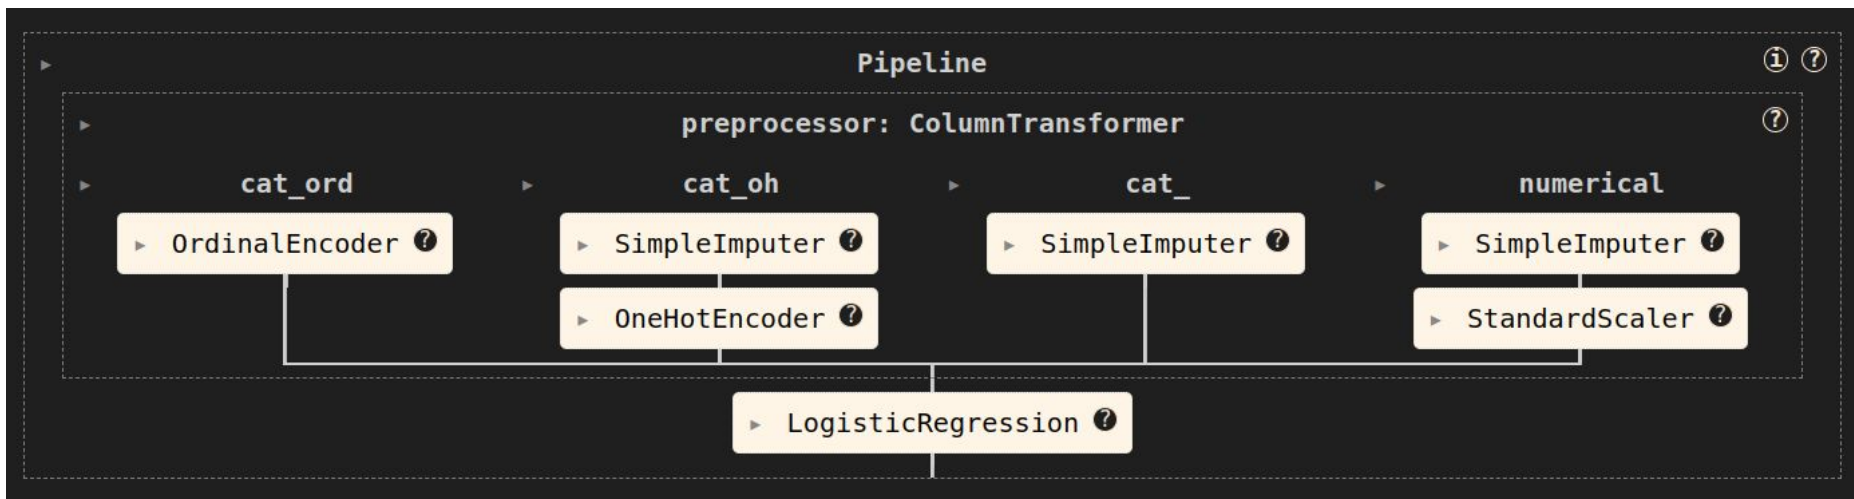 Pipeline i ?
preprocessor: ColumnTransformer ?
cat_ord cat_oh cat_ numerical
OrdinalEncoder ? SimpleImputer ? SimpleImputer ? SimpleImputer ?
OneHotEncoder ? StandardScaler ?
LogisticRegression ?